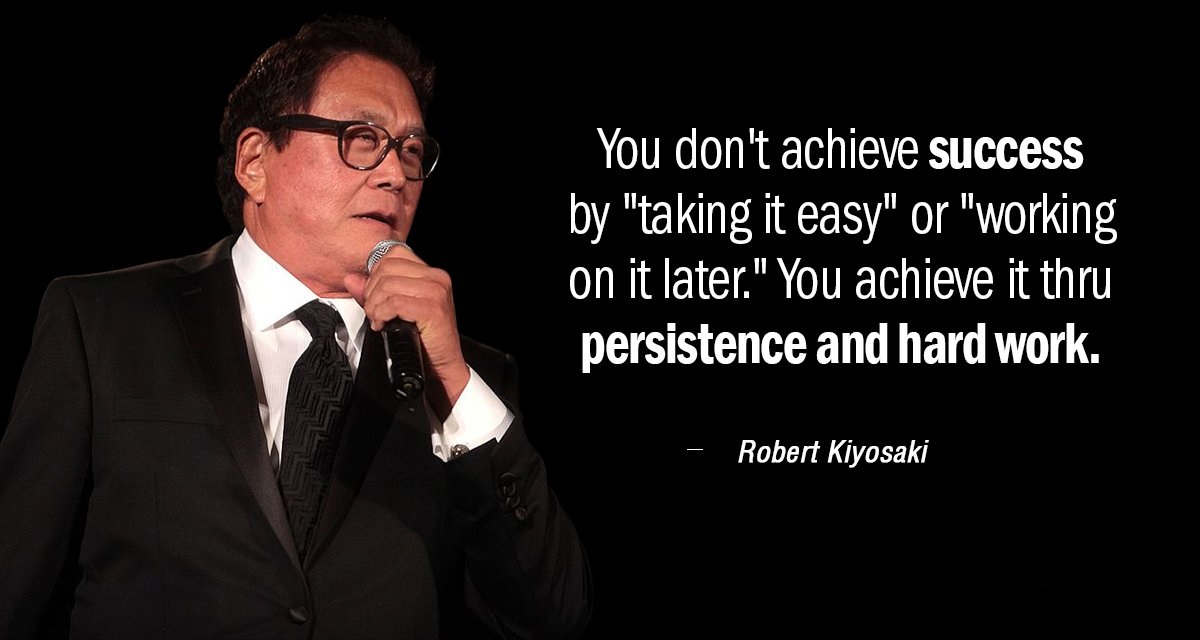 You don't achieve success
by "taking it easy" or "working
on it later." You achieve it thru
persistence and hard work.
— Robert Kiyosaki